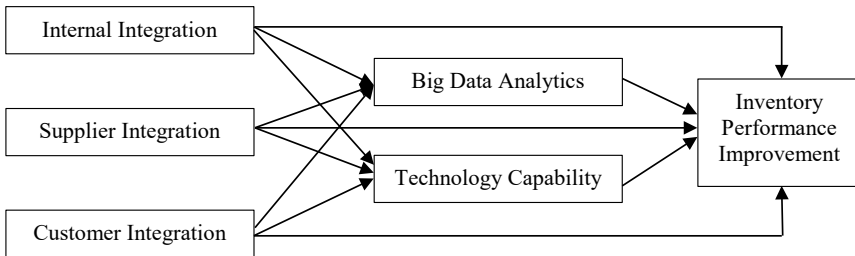 Internal Integration
Big Data Analytics
Inventory
Performance
Improvement
Supplier Integration
Technology Capability
Customer Integration